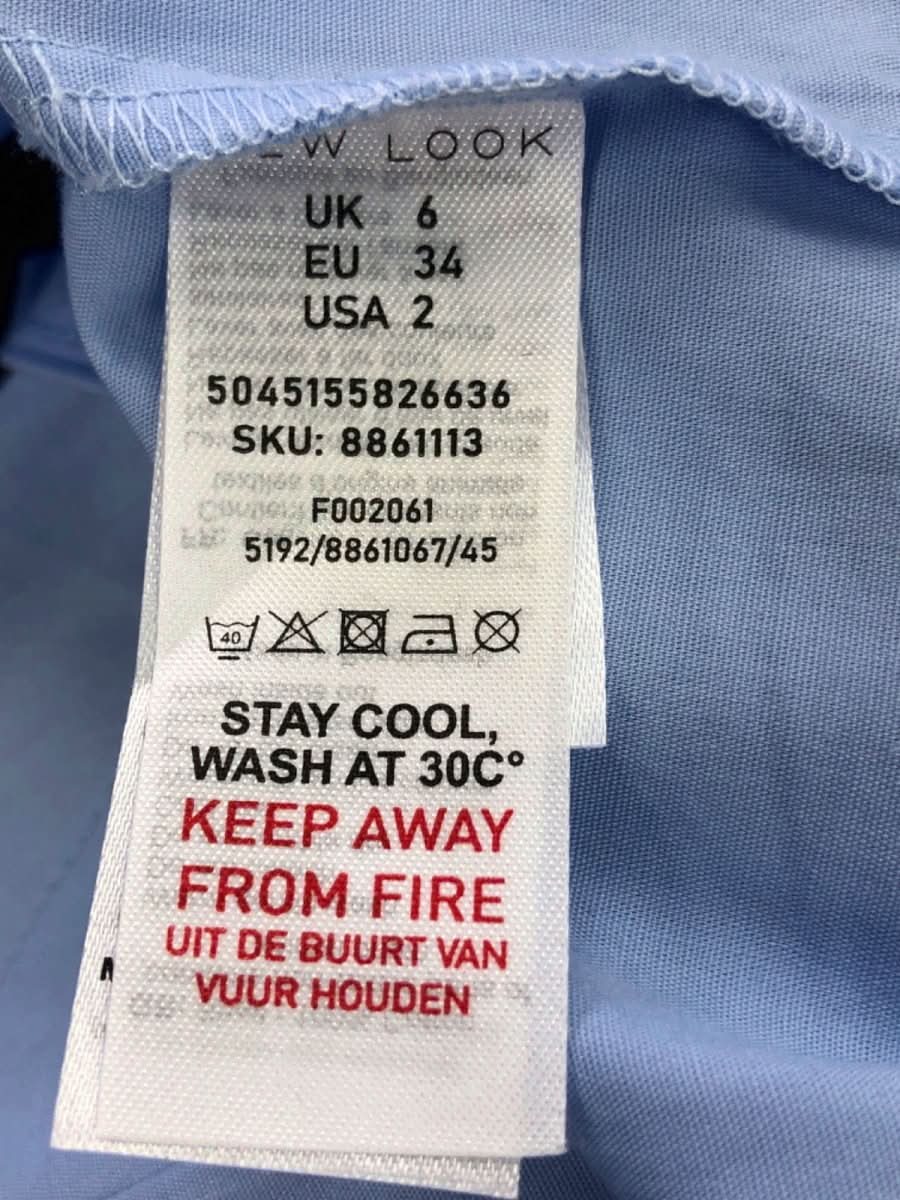 LOOK
UK 6
EU 34
USA 2
5045155826636
SKU: 8861113
F002061
5192/8861067/45
40
STAY COOL,
WASH AT 30C°
KEEP AWAY
FROM FIRE
UIT DE BUURT VAN
VUUR HOUDEN